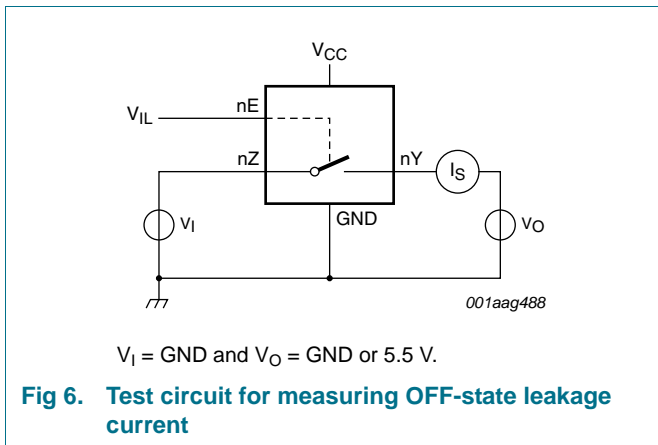 VCC
nE
VIL
nZ
nY
IS
VI
GND
VO
001aag488
VI = GND and VO = GND or 5.5 V.
Fig 6. Test circuit for measuring OFF-state leakage
current